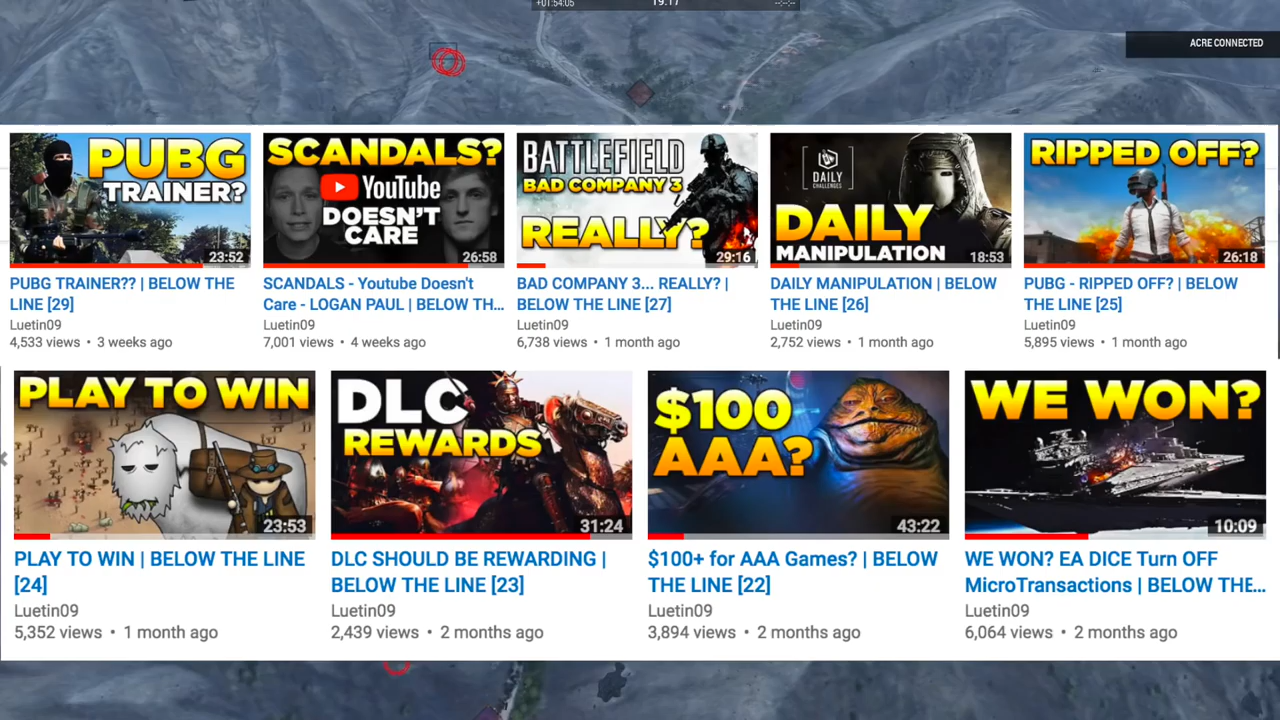 +01:54:05
19:17
ACRE CONNECTED
PUBG
TRAINER?
23:52
SCANDALS?
YouTube
DOESN'T
CARE
26:58
BATTLEFIELD
BAD COMPANY 3
REALLY?
29:16
DAILY
CHALLENGES
DAILY
MANIPULATION
18:53
RIPPED OFF?
26:18
PUBG TRAINER?? | BELOW THE
LINE [29]
Luetin09
4,533 views • 3 weeks ago
SCANDALS - Youtube Doesn't
Care - LOGAN PAUL | BELOW TH...
Luetin09
7,001 views • 4 weeks ago
BAD COMPANY 3... REALLY? |
BELOW THE LINE [27]
Luetin09
6,738 views • 1 month ago
DAILY MANIPULATION | BELOW
THE LINE [26]
Luetin09
2,752 views • 1 month ago
PUBG - RIPPED OFF? | BELOW
THE LINE [25]
Luetin09
5,895 views • 1 month ago
PLAY TO WIN
23:53
DLC
REWARDS
31:24
$100
AAA?
43:22
WE WON?
10:09
PLAY TO WIN | BELOW THE LINE
[24]
Luetin09
5,352 views • 1 month ago
DLC SHOULD BE REWARDING |
BELOW THE LINE [23]
Luetin09
2,439 views • 2 months ago
$100+ for AAA Games? | BELOW
THE LINE [22]
Luetin09
3,894 views • 2 months ago
WE WON? EA DICE Turn OFF
MicroTransactions | BELOW THE...
Luetin09
6,064 views • 2 months ago